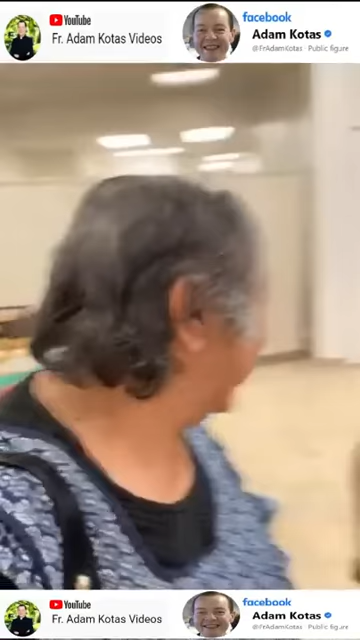 YouTube
Fr. Adam Kotas Videos
facebook
Adam Kotas
@FrAdamKotas · Public figure
YouTube
Fr. Adam Kotas Videos
facebook
Adam Kotas
@FrAdamKotas · Public figure